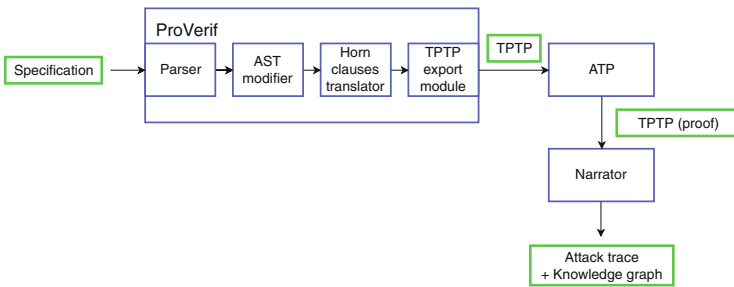 ProVerif
Specification
Parser
AST
modifier
Horn
clauses
translator
TPTP
export
module
TPTP
ATP
TPTP (proof)
Narrator
Attack trace
+ Knowledge graph